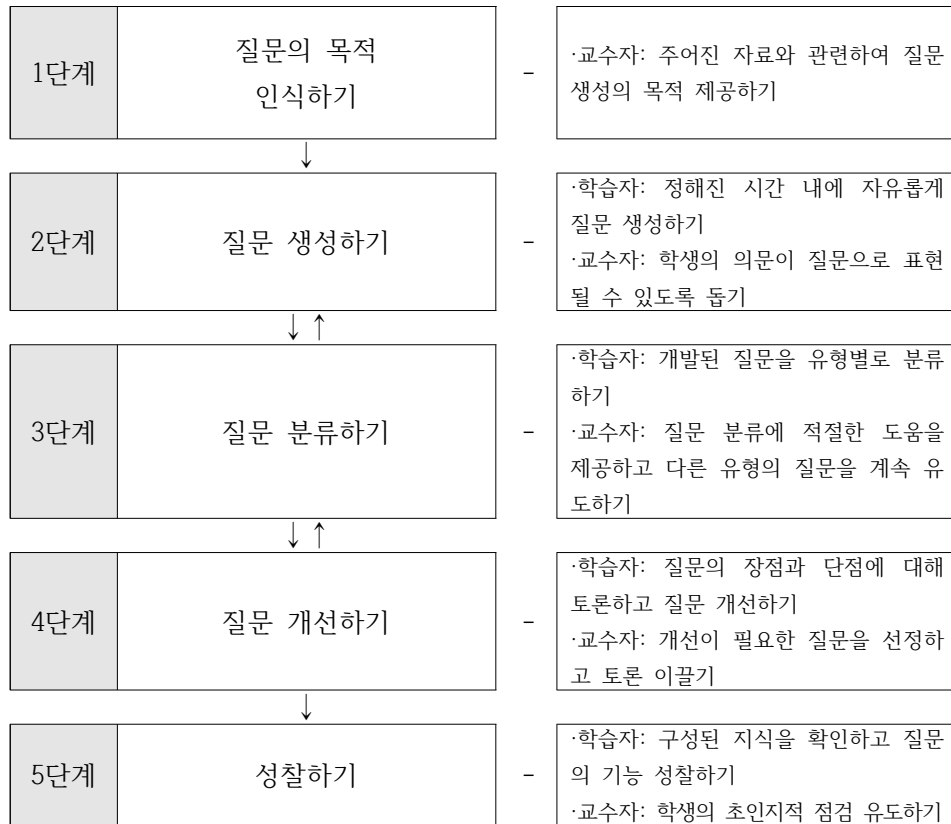 1단계
질문의 목적
인식하기
-
·교수자: 주어진 자료와 관련하여 질문
생성의 목적 제공하기
↓
2단계
질문 생성하기
-
·학습자: 정해진 시간 내에 자유롭게
질문 생성하기
·교수자: 학생의 의문이 질문으로 표현
될 수 있도록 돕기
↓ ↑
3단계
질문 분류하기
-
·학습자: 개발된 질문을 유형별로 분류
하기
·교수자: 질문 분류에 적절한 도움을
제공하고 다른 유형의 질문을 계속 유
도하기
↓ ↑
4단계
질문 개선하기
-
·학습자: 질문의 장점과 단점에 대해
토론하고 질문 개선하기
·교수자: 개선이 필요한 질문을 선정하
고 토론 이끌기
↓
5단계
성찰하기
-
·학습자: 구성된 지식을 확인하고 질문
의 기능 성찰하기
·교수자: 학생의 초인지적 점검 유도하기